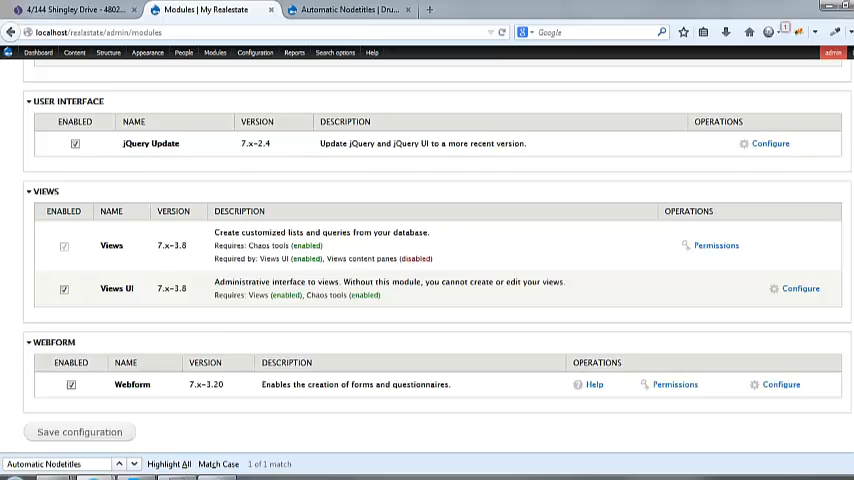 4/144 Shingley Drive - 4802... ×
Modules | My Realestate ×
Automatic Nodetitles | Dru... ×
localhost/realstate/admin/modules
Google
1
Dashboard Content Structure Appearance People Modules Configuration Reports Search options Help admin
USER INTERFACE
ENABLED NAME VERSION DESCRIPTION OPERATIONS
jQuery Update 7.x-2.4 Update jQuery and jQuery UI to a more recent version. Configure
VIEWS
ENABLED NAME VERSION DESCRIPTION OPERATIONS
Create customized lists and queries from your database.
Views 7.x-3.8 Requires: Chaos tools (enabled) Permissions
Required by: Views UI (enabled), Views content panes (disabled)
Administrative interface to views. Without this module, you cannot create or edit your views.
Views UI 7.x-3.8 Configure
Requires: Views (enabled), Chaos tools (enabled)
WEBFORM
ENABLED NAME VERSION DESCRIPTION OPERATIONS
Webform 7.x-3.20 Enables the creation of forms and questionnaires. Help Permissions Configure
Save configuration
Automatic Nodetitles Highlight All Match Case 1 of 1 match